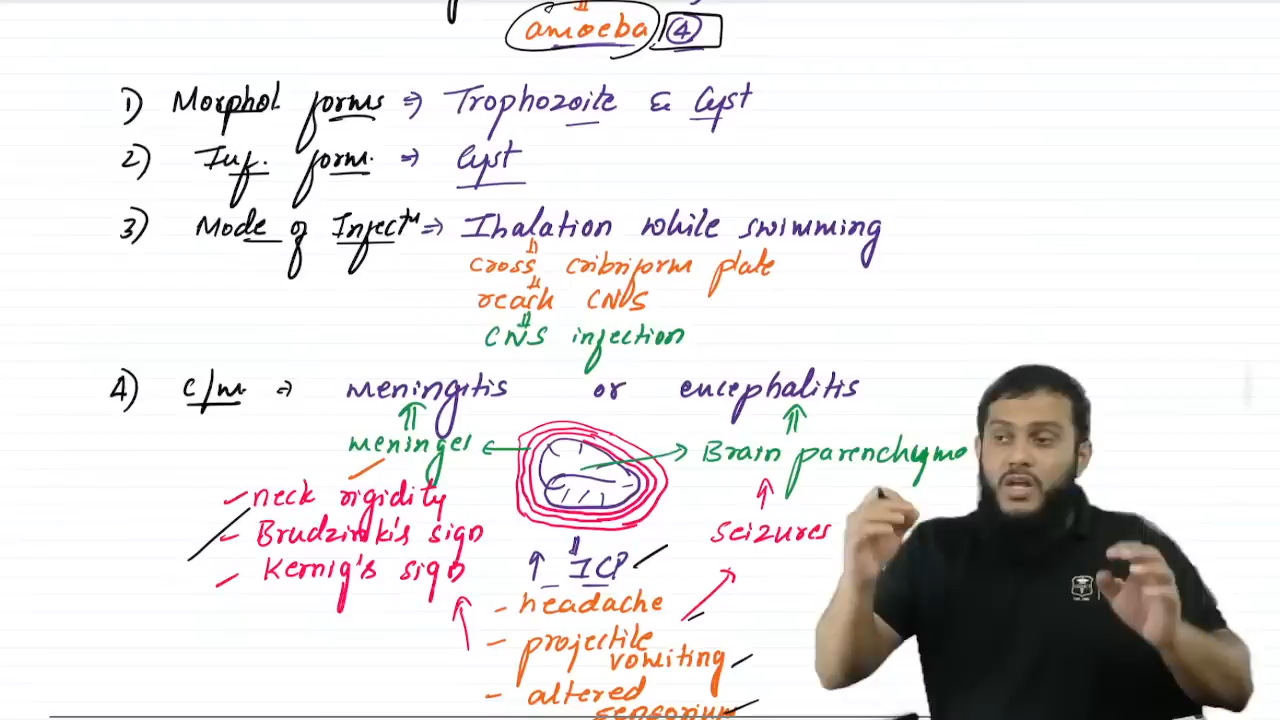 amoeba ④
1) Morphol forms ⇒ Trophozoite & Cyst
2) Inf. form. ⇒ Cyst
3) Mode of Infectn ⇒ Ihalation while swimming
cross cribriform plate
reach CNS
CNS infection
4) C/m. ⇒ meningitis or encephalitis
meninges ← → Brain parenchyma
neck rigidity
Brudzinki's sign
Kernig's sign
seizures
↑ ICP
- headache
- projectile
vomiting
- altered
sensorium